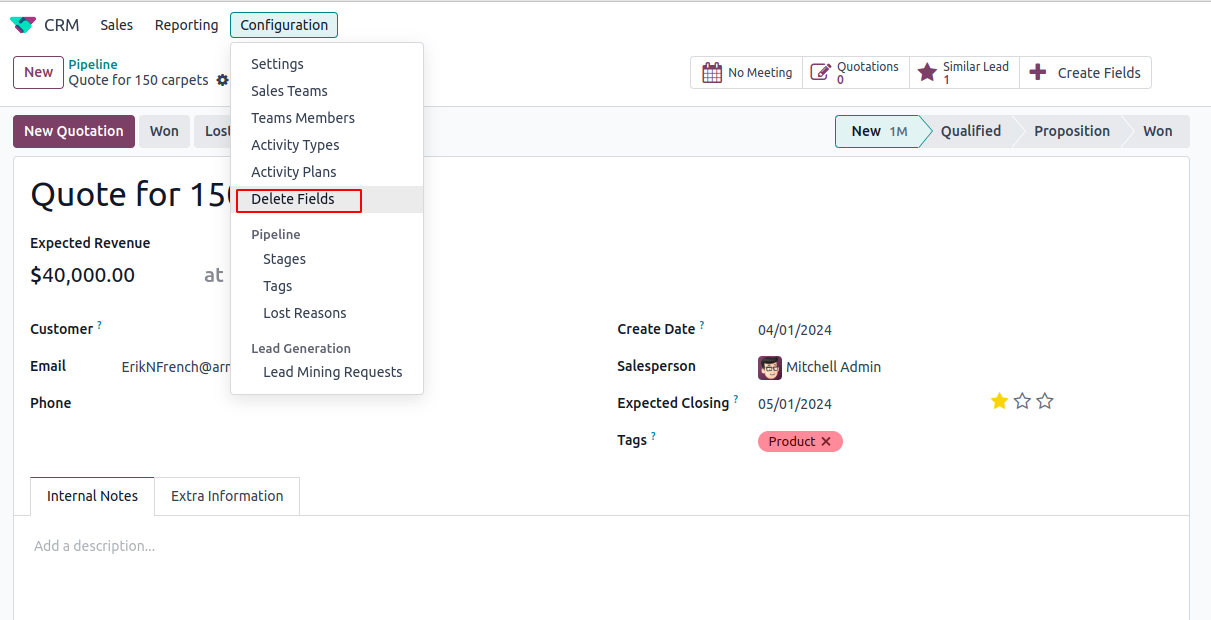 CRM Sales Reporting Configuration
New
Pipeline
Quote for 150 carpets
Settings
Sales Teams
Teams Members
Activity Types
Activity Plans
Delete Fields
Pipeline
Stages
Tags
Lost Reasons
Lead Generation
Lead Mining Requests
No Meeting
Quotations
0
Similar Lead
1
Create Fields
New Quotation Won Lost
New 1M Qualified Proposition Won
Quote for 150
Expected Revenue
$40,000.00 at
Customer ?
Email ErikNFrench@arm
Phone
Create Date ? 04/01/2024
Salesperson Mitchell Admin
Expected Closing ? 05/01/2024
Tags ? Product
Internal Notes Extra Information
Add a description...